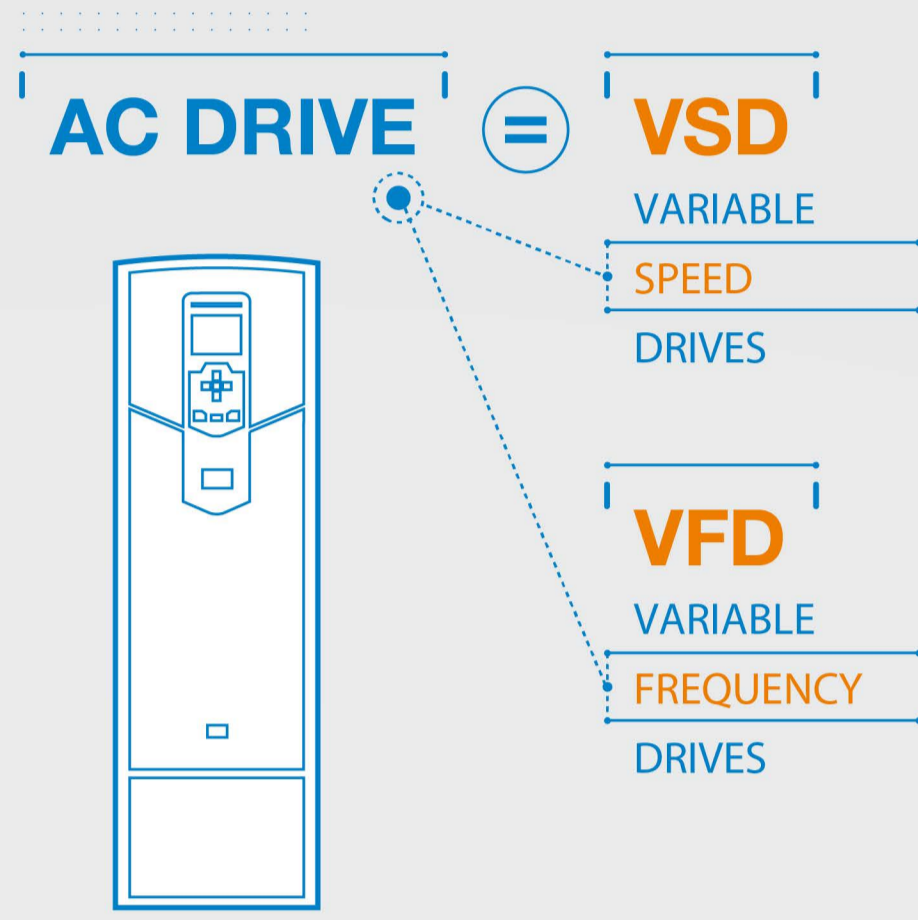 AC DRIVE = VSD
VARIABLE
SPEED
DRIVES
VFD
VARIABLE
FREQUENCY
DRIVES